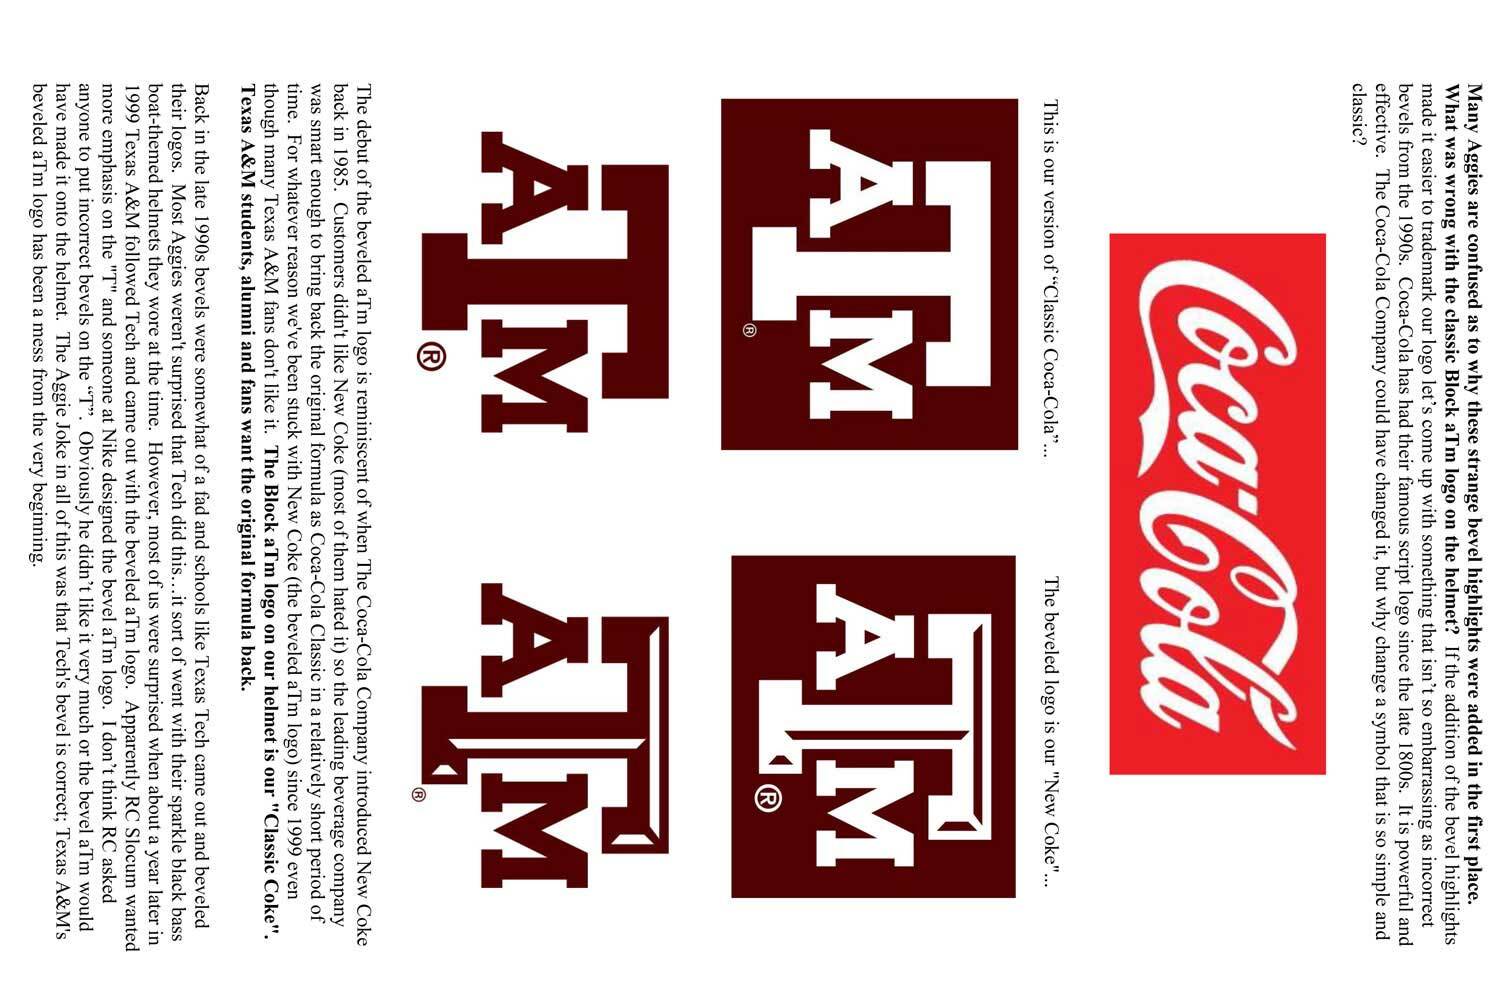 Many Aggies are confused as to why these strange bevel highlights were added in the first place.
What was wrong with the classic Block aTm logo on the helmet?  If the addition of the bevel highlights
made it easier to trademark our logo let’s come up with something that isn’t so embarrassing as incorrect
bevels from the 1990s.  Coca-Cola has had their famous script logo since the late 1800s.  It is powerful and
effective.  The Coca-Cola Company could have changed it, but why change a symbol that is so simple and
classic?
Coca-Cola
This is our version of “Classic Coca-Cola”...
The beveled logo is our "New Coke"...
ATM ®
ATM ®
ATM ®
ATM ®
The debut of the beveled aTm logo is reminiscent of when The Coca-Cola Company introduced New Coke
back in 1985.  Customers didn't like New Coke (most of them hated it) so the leading beverage company
was smart enough to bring back the original formula as Coca-Cola Classic in a relatively short period of
time.  For whatever reason we've been stuck with New Coke (the beveled aTm logo) since 1999 even
though many Texas A&M fans don't like it.  The Block aTm logo on our helmet is our "Classic Coke".
Texas A&M students, alumni and fans want the original formula back.
Back in the late 1990s bevels were somewhat of a fad and schools like Texas Tech came out and beveled
their logos.  Most Aggies weren't surprised that Tech did this…it sort of went with their sparkle black bass
boat-themed helmets they wore at the time.  However, most of us were surprised when about a year later in
1999 Texas A&M followed Tech and came out with the beveled aTm logo.  Apparently RC Slocum wanted
more emphasis on the "T" and someone at Nike designed the bevel aTm logo.  I don’t think RC asked
anyone to put incorrect bevels on the “T”.  Obviously he didn’t like it very much or the bevel aTm would
have made it onto the helmet.  The Aggie Joke in all of this was that Tech's bevel is correct; Texas A&M's
beveled aTm logo has been a mess from the very beginning.